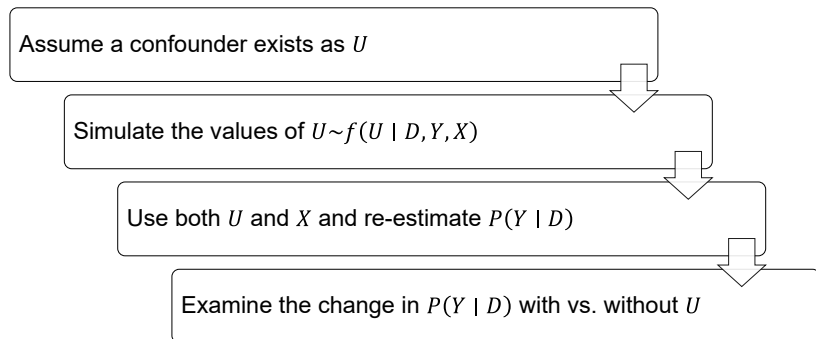 Assume a confounder exists as 𝑈
Simulate the values of 𝑈~𝑓(𝑈 | 𝐷, 𝑌, 𝑋)
Use both 𝑈 and 𝑋 and re-estimate 𝑃(𝑌 | 𝐷)
Examine the change in 𝑃(𝑌 | 𝐷) with vs. without 𝑈